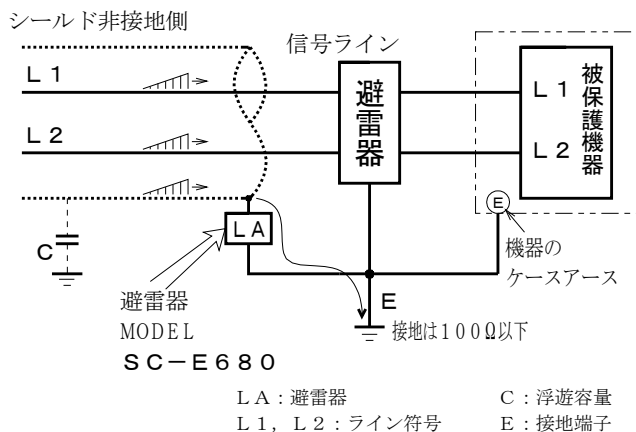 シールド非接地側
信号ライン
L1
L2
避雷器
L1
L2
被保護機器
E
LA
C
機器の
ケースアース
避雷器
MODEL
SC-E680
E
接地は100Ω以下
LA:避雷器
C:浮遊容量
L1,L2:ライン符号
E:接地端子